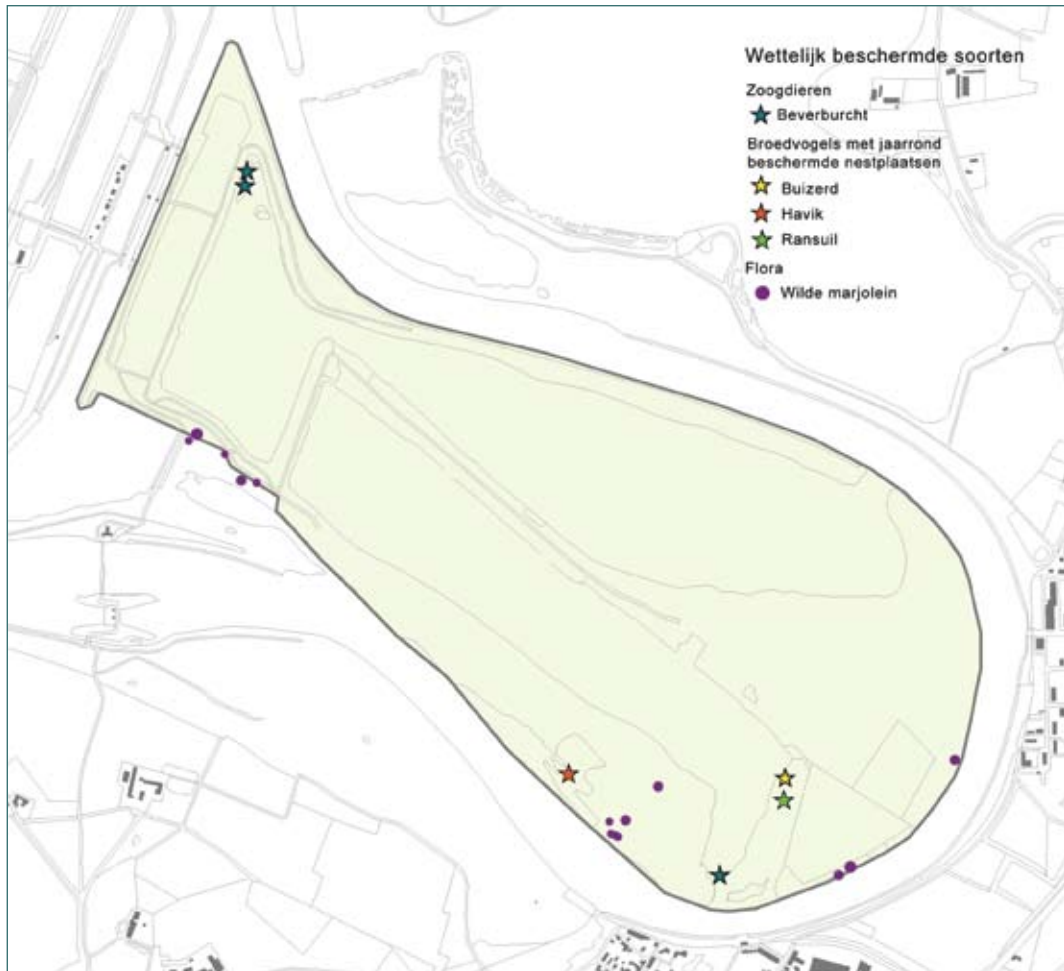 Wettelijk beschermde soorten
Zoogdieren
Beverburcht
Broedvogels met jaarrond
beschermde nestplaatsen
Buizerd
Havik
Ransuil
Flora
Wilde marjolein